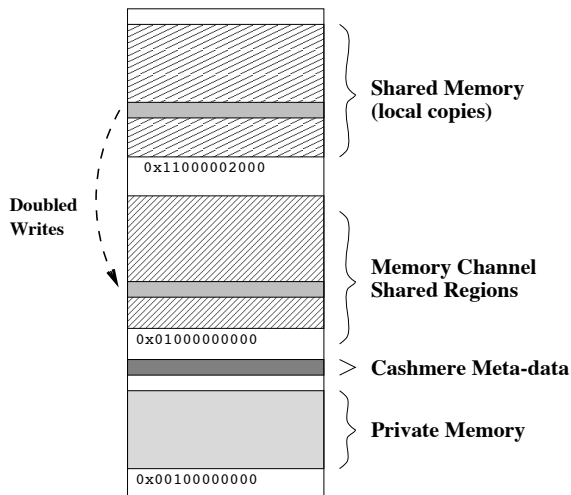 Shared Memory
(local copies)
0x11000002000
Doubled
Writes
Memory Channel
Shared Regions
0x01000000000
Cashmere Meta-data
Private Memory
0x00100000000